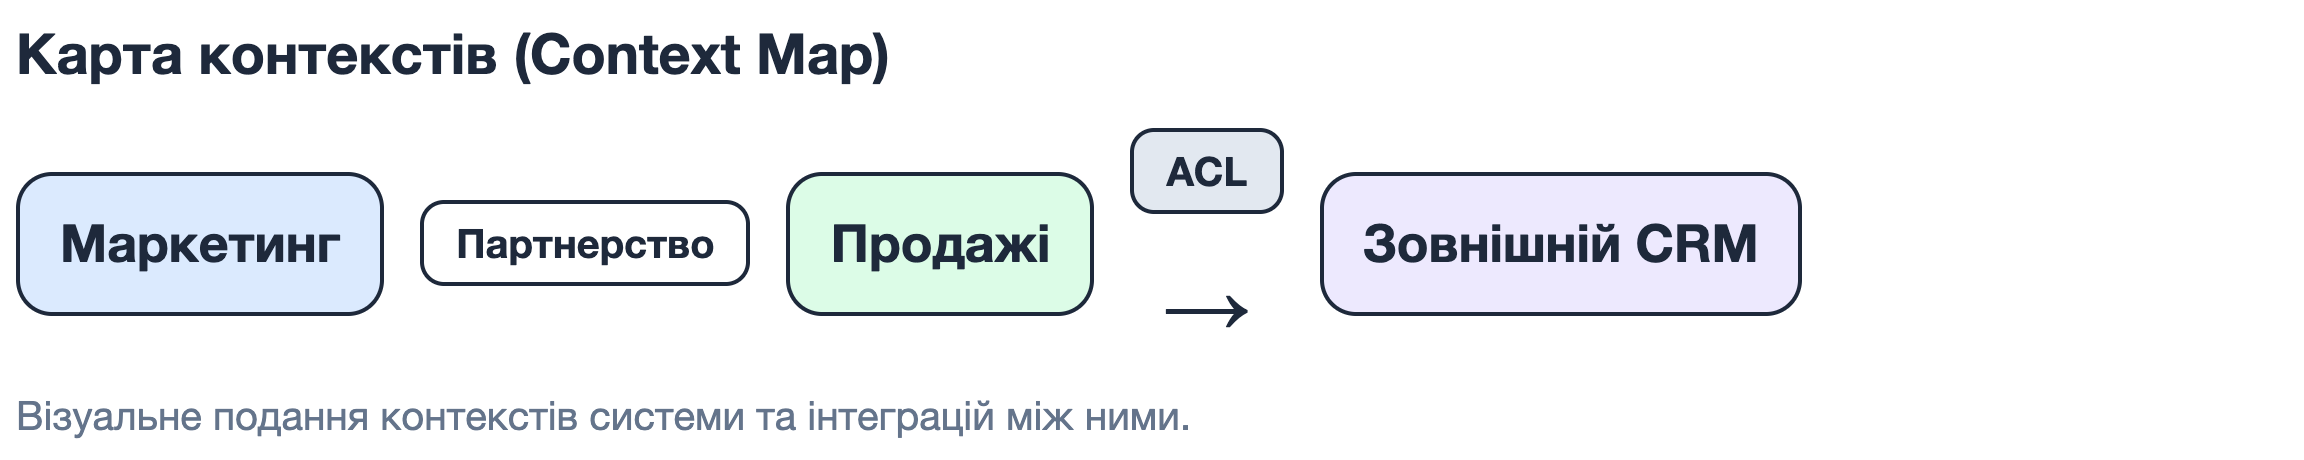 Карта контекстів (Context Map)
Маркетинг
Партнерство
Продажі
ACL
→
Зовнішній CRM
Візуальне подання контекстів системи та інтеграцій між ними.